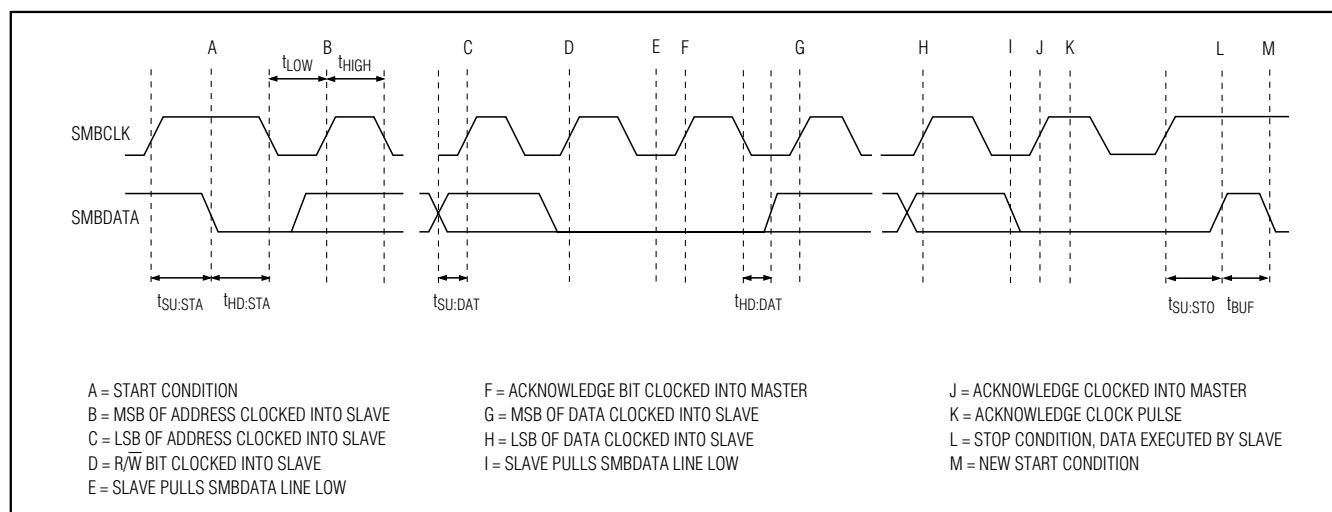 A B C D E F G H I J K L M
tLOW tHIGH
SMBCLK
SMBDATA
tSU:STA tHD:STA tSU:DAT tHD:DAT tSU:STO tBUF
A = START CONDITION
B = MSB OF ADDRESS CLOCKED INTO SLAVE
C = LSB OF ADDRESS CLOCKED INTO SLAVE
D = R/W̅ BIT CLOCKED INTO SLAVE
E = SLAVE PULLS SMBDATA LINE LOW
F = ACKNOWLEDGE BIT CLOCKED INTO MASTER
G = MSB OF DATA CLOCKED INTO SLAVE
H = LSB OF DATA CLOCKED INTO SLAVE
I = SLAVE PULLS SMBDATA LINE LOW
J = ACKNOWLEDGE CLOCKED INTO MASTER
K = ACKNOWLEDGE CLOCK PULSE
L = STOP CONDITION, DATA EXECUTED BY SLAVE
M = NEW START CONDITION